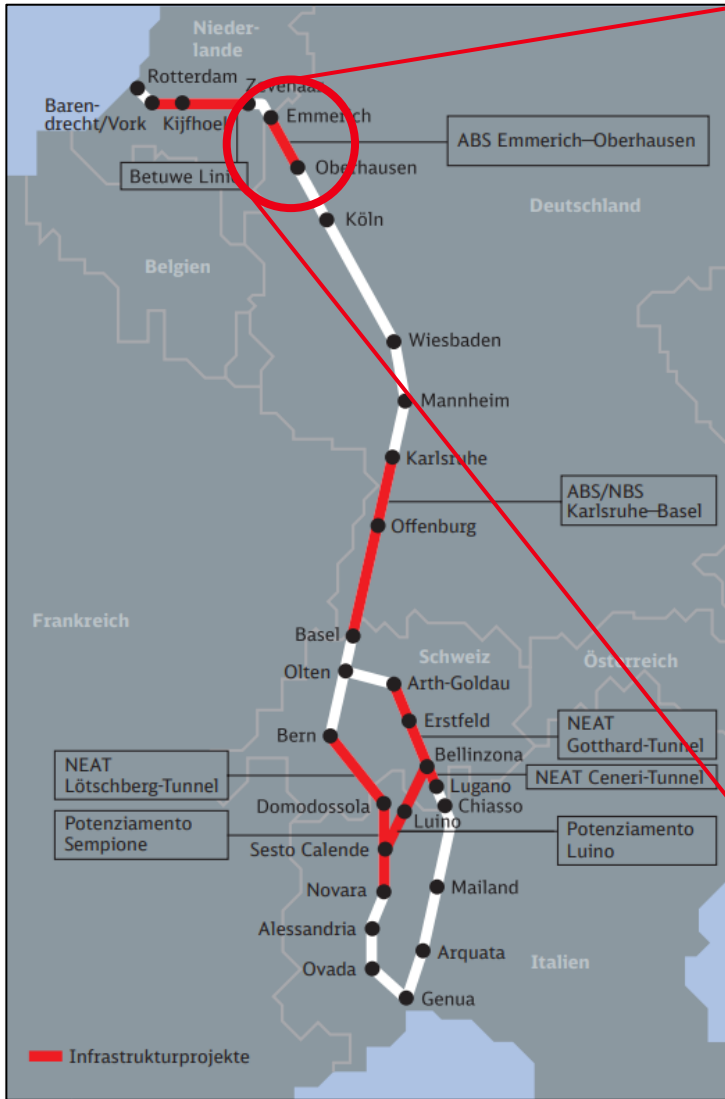 Nieder-
lande
Rotterdam
Zevenaar
Baren-
drecht/Vork
Kijfhoek
Emmerich
ABS Emmerich–Oberhausen
Betuwe Linie
Oberhausen
Deutschland
Köln
Belgien
Wiesbaden
Mannheim
Karlsruhe
ABS/NBS
Karlsruhe–Basel
Offenburg
Frankreich
Basel
Schweiz
Österreich
Olten
Arth-Goldau
Erstfeld
NEAT
Gotthard-Tunnel
Bern
Bellinzona
NEAT
Lötschberg-Tunnel
NEAT Ceneri-Tunnel
Lugano
Chiasso
Domodossola
Luino
Potenziamento
Sempione
Potenziamento
Luino
Sesto Calende
Novara
Mailand
Alessandria
Arquata
Ovada
Italien
Genua
Infrastrukturprojekte